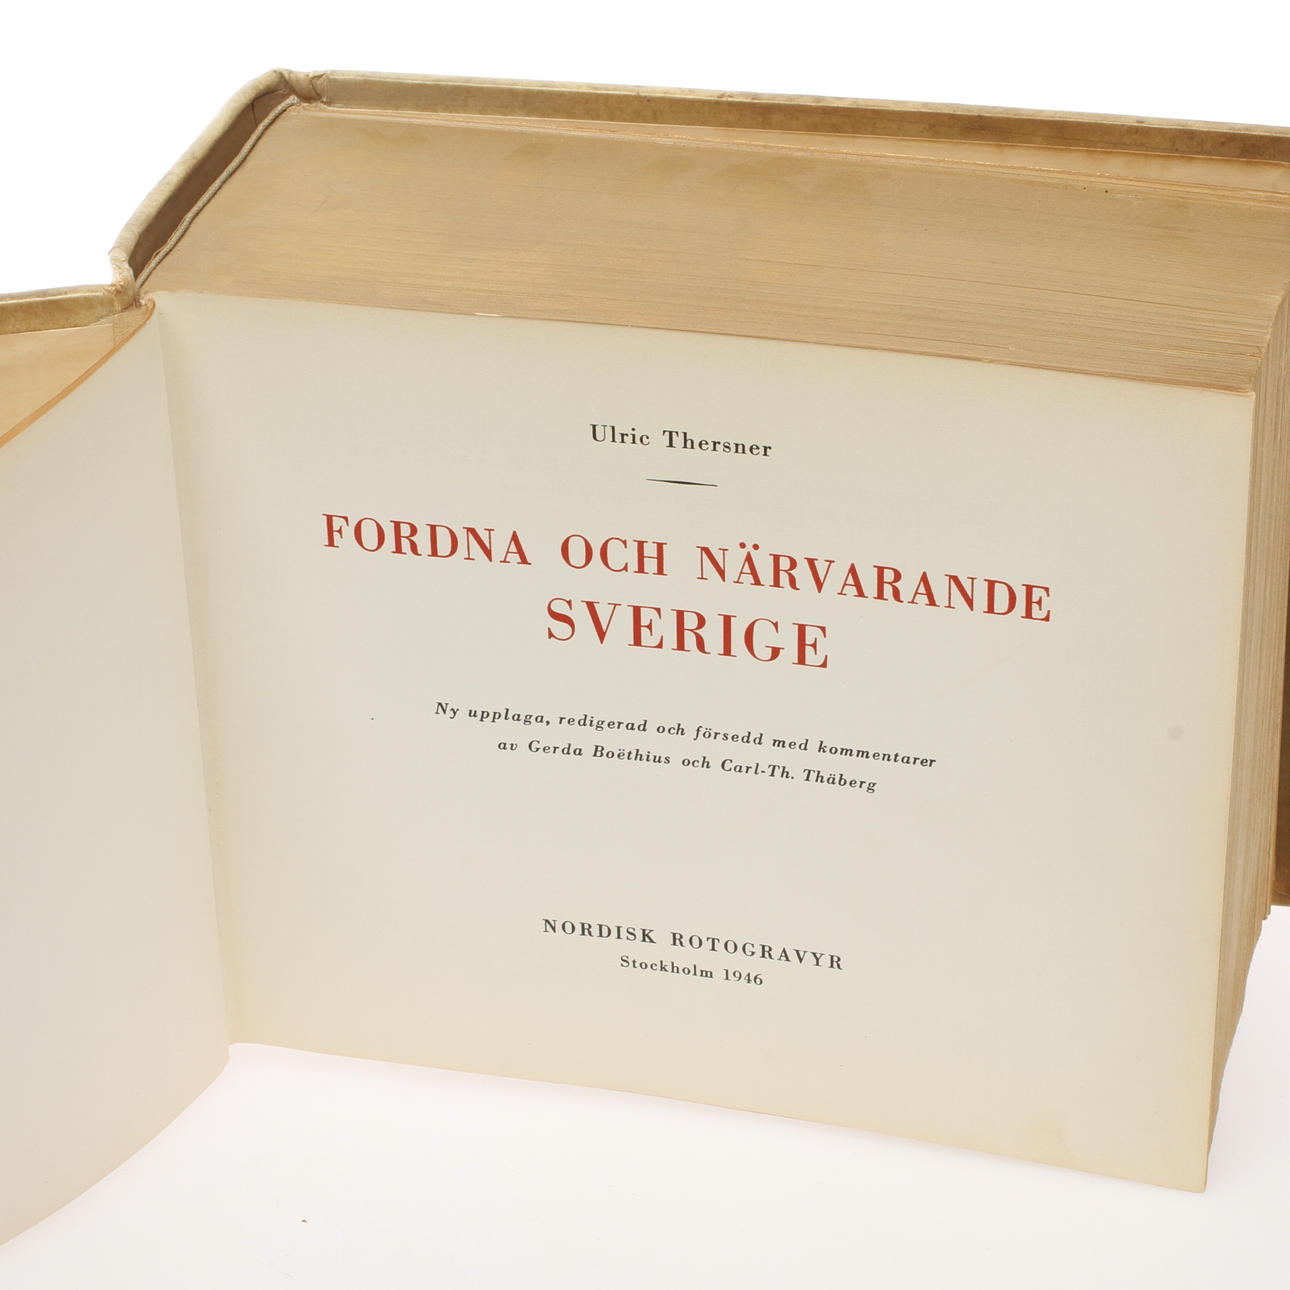 Ulric Thersner
FORDNA OCH NÄRVARANDE
SVERIGE
Ny upplaga, redigerad och försedd med kommentarer
av Gerda Boëthius och Carl-Th. Thäberg
NORDISK ROTOGRAVYR
Stockholm 1946